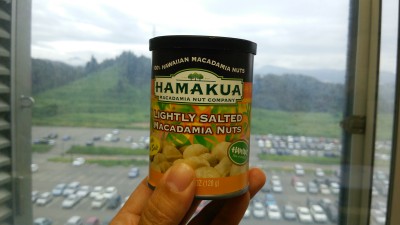 100% HAWAIIAN MACADAMIA NUTS
HAMAKUA
MACADAMIA NUT COMPANY
LIGHTLY SALTED
MACADAMIA NUTS